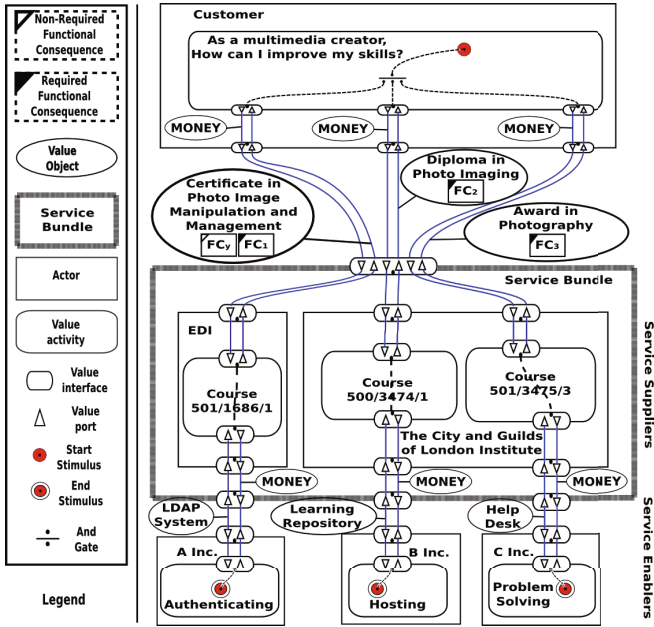 Non-Required
Functional
Consequence
Required
Functional
Consequence
Value
Object
Service
Bundle
Actor
Value
activity
Value
interface
Value
port
Start
Stimulus
End
Stimulus
And
Gate
Legend
Customer
As a multimedia creator,
How can I improve my skills?
MONEY
MONEY
MONEY
Certificate in
Photo Image
Manipulation and
Management
FCy
FC1
Diploma in
Photo Imaging
FC2
Award in
Photography
FC3
Service Bundle
EDI
Course
501/1686/1
Course
500/3474/1
Course
501/3475/3
The City and Guilds
of London Institute
MONEY
MONEY
MONEY
LDAP
System
Learning
Repository
Help
Desk
A Inc.
B Inc.
C Inc.
Authenticating
Hosting
Problem
Solving
Service Suppliers
Service Enablers